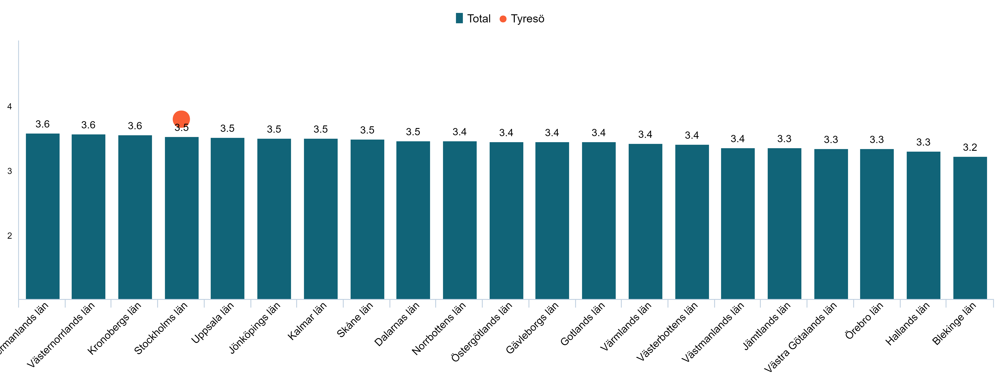 Total Tyresö
4
3
2
3.6 3.6 3.6 3.5 3.5 3.5 3.5 3.5 3.5 3.4 3.4 3.4 3.4 3.4 3.4 3.4 3.3 3.3 3.3 3.3 3.2
ermanlands län
Västernorrlands län
Kronobergs län
Stockholms län
Uppsala län
Jönköpings län
Kalmar län
Skåne län
Dalarnas län
Norrbottens län
Östergötlands län
Gävleborgs län
Gotlands län
Värmlands län
Västerbottens län
Västmanlands län
Jämtlands län
Västra Götalands län
Örebro län
Hallands län
Blekinge län